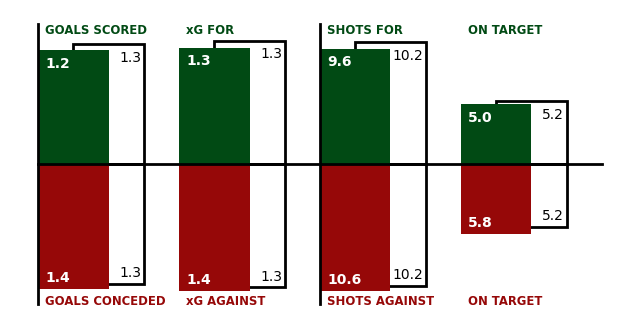 GOALS SCORED xG FOR SHOTS FOR ON TARGET
1.2 1.3 1.3 1.3 9.6 10.2 5.0 5.2
1.4 1.3 1.4 1.3 10.6 10.2 5.8 5.2
GOALS CONCEDED xG AGAINST SHOTS AGAINST ON TARGET